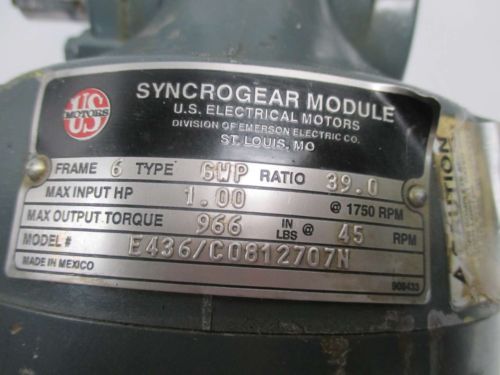 US
MOTORS
SYNCROGEAR MODULE
U.S. ELECTRICAL MOTORS
DIVISION OF EMERSON ELECTRIC CO.
ST. LOUIS, MO
FRAME 6 TYPE GWP RATIO 39.0
MAX INPUT HP 1.00 @ 1750 RPM
MAX OUTPUT TORQUE 966 IN LBS @ 45 RPM
MODEL # E436/C0812707N
MADE IN MEXICO
909433
CAUTION